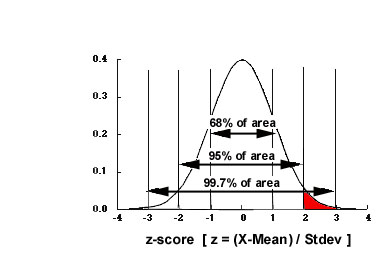 0.4
0.3
68% of area
0.2
95% of area
0.1
99.7% of area
0.0
-4 -3 -2 -1 0 1 2 3 4
z-score [ z = (X-Mean) / Stdev ]